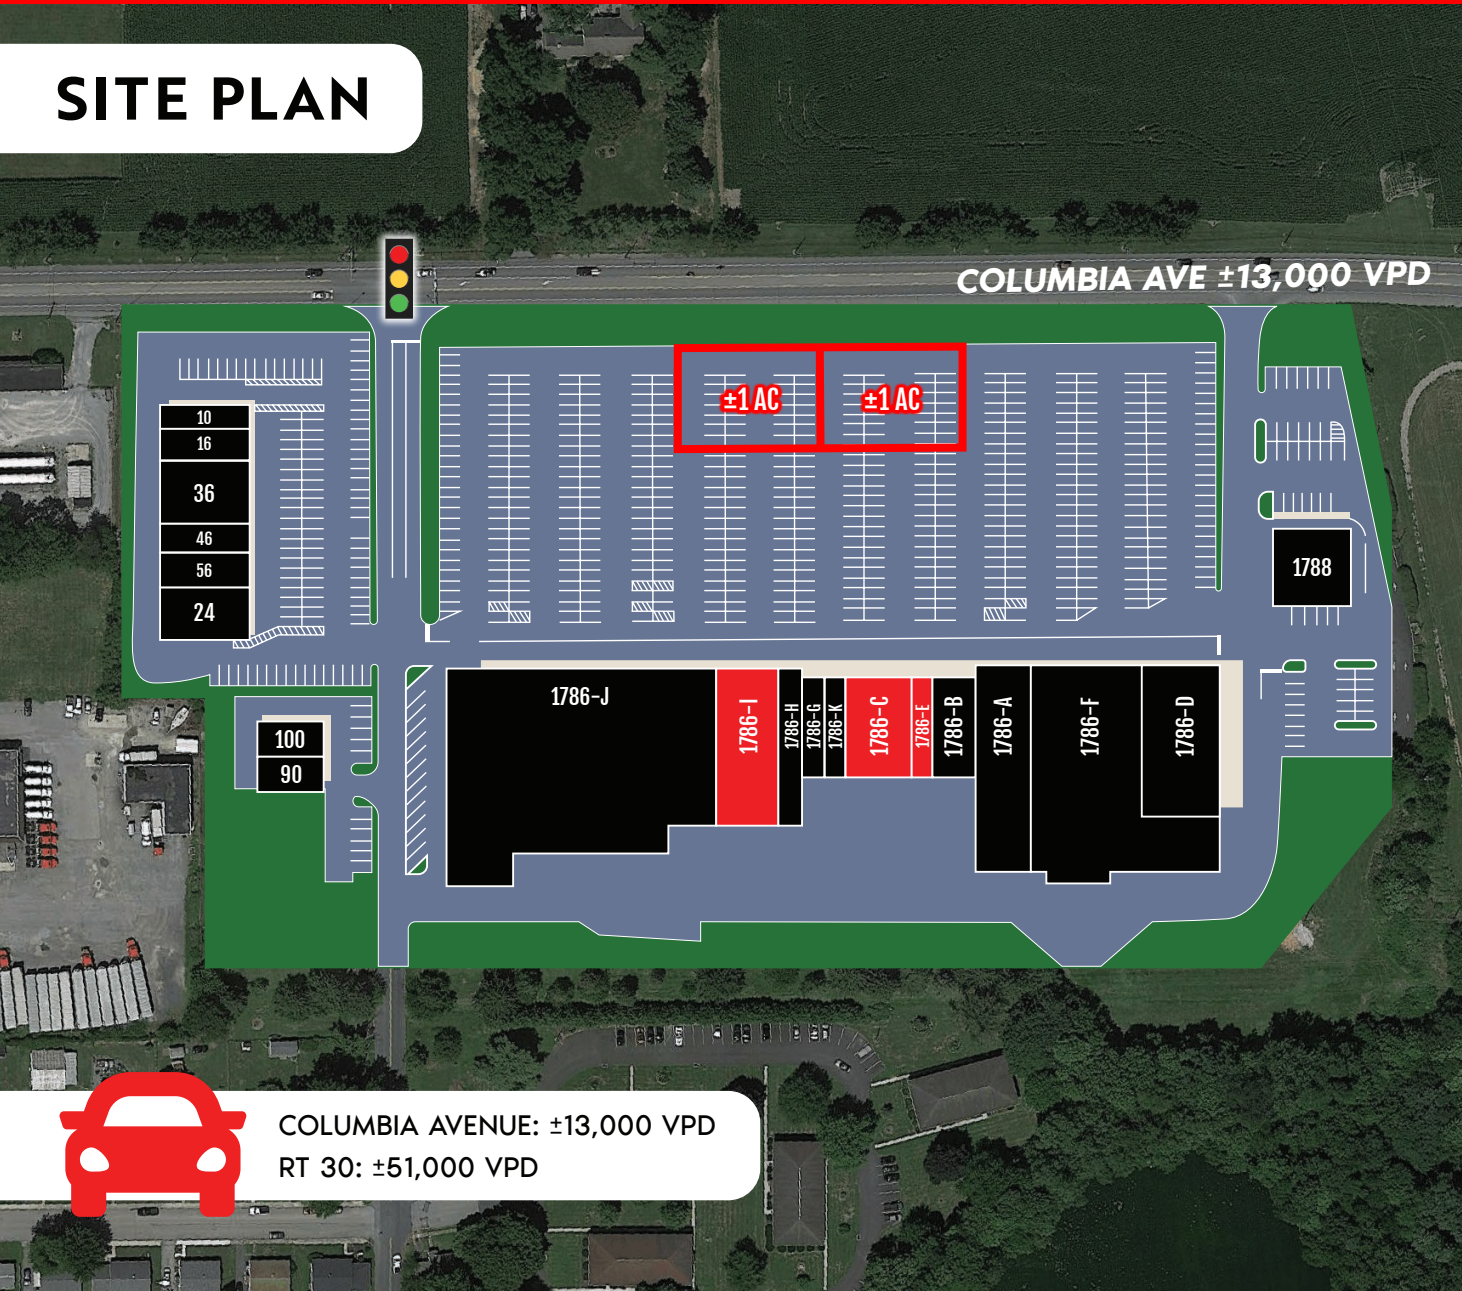 SITE PLAN
COLUMBIA AVE ±13,000 VPD
±1 AC
±1 AC
10
16
36
46
56
24
1788
100
90
1786-J
1786-I
1786-H
1786-G
1786-K
1786-C
1786-E
1786-B
1786-A
1786-F
1786-D
COLUMBIA AVENUE: ±13,000 VPD
RT 30: ±51,000 VPD